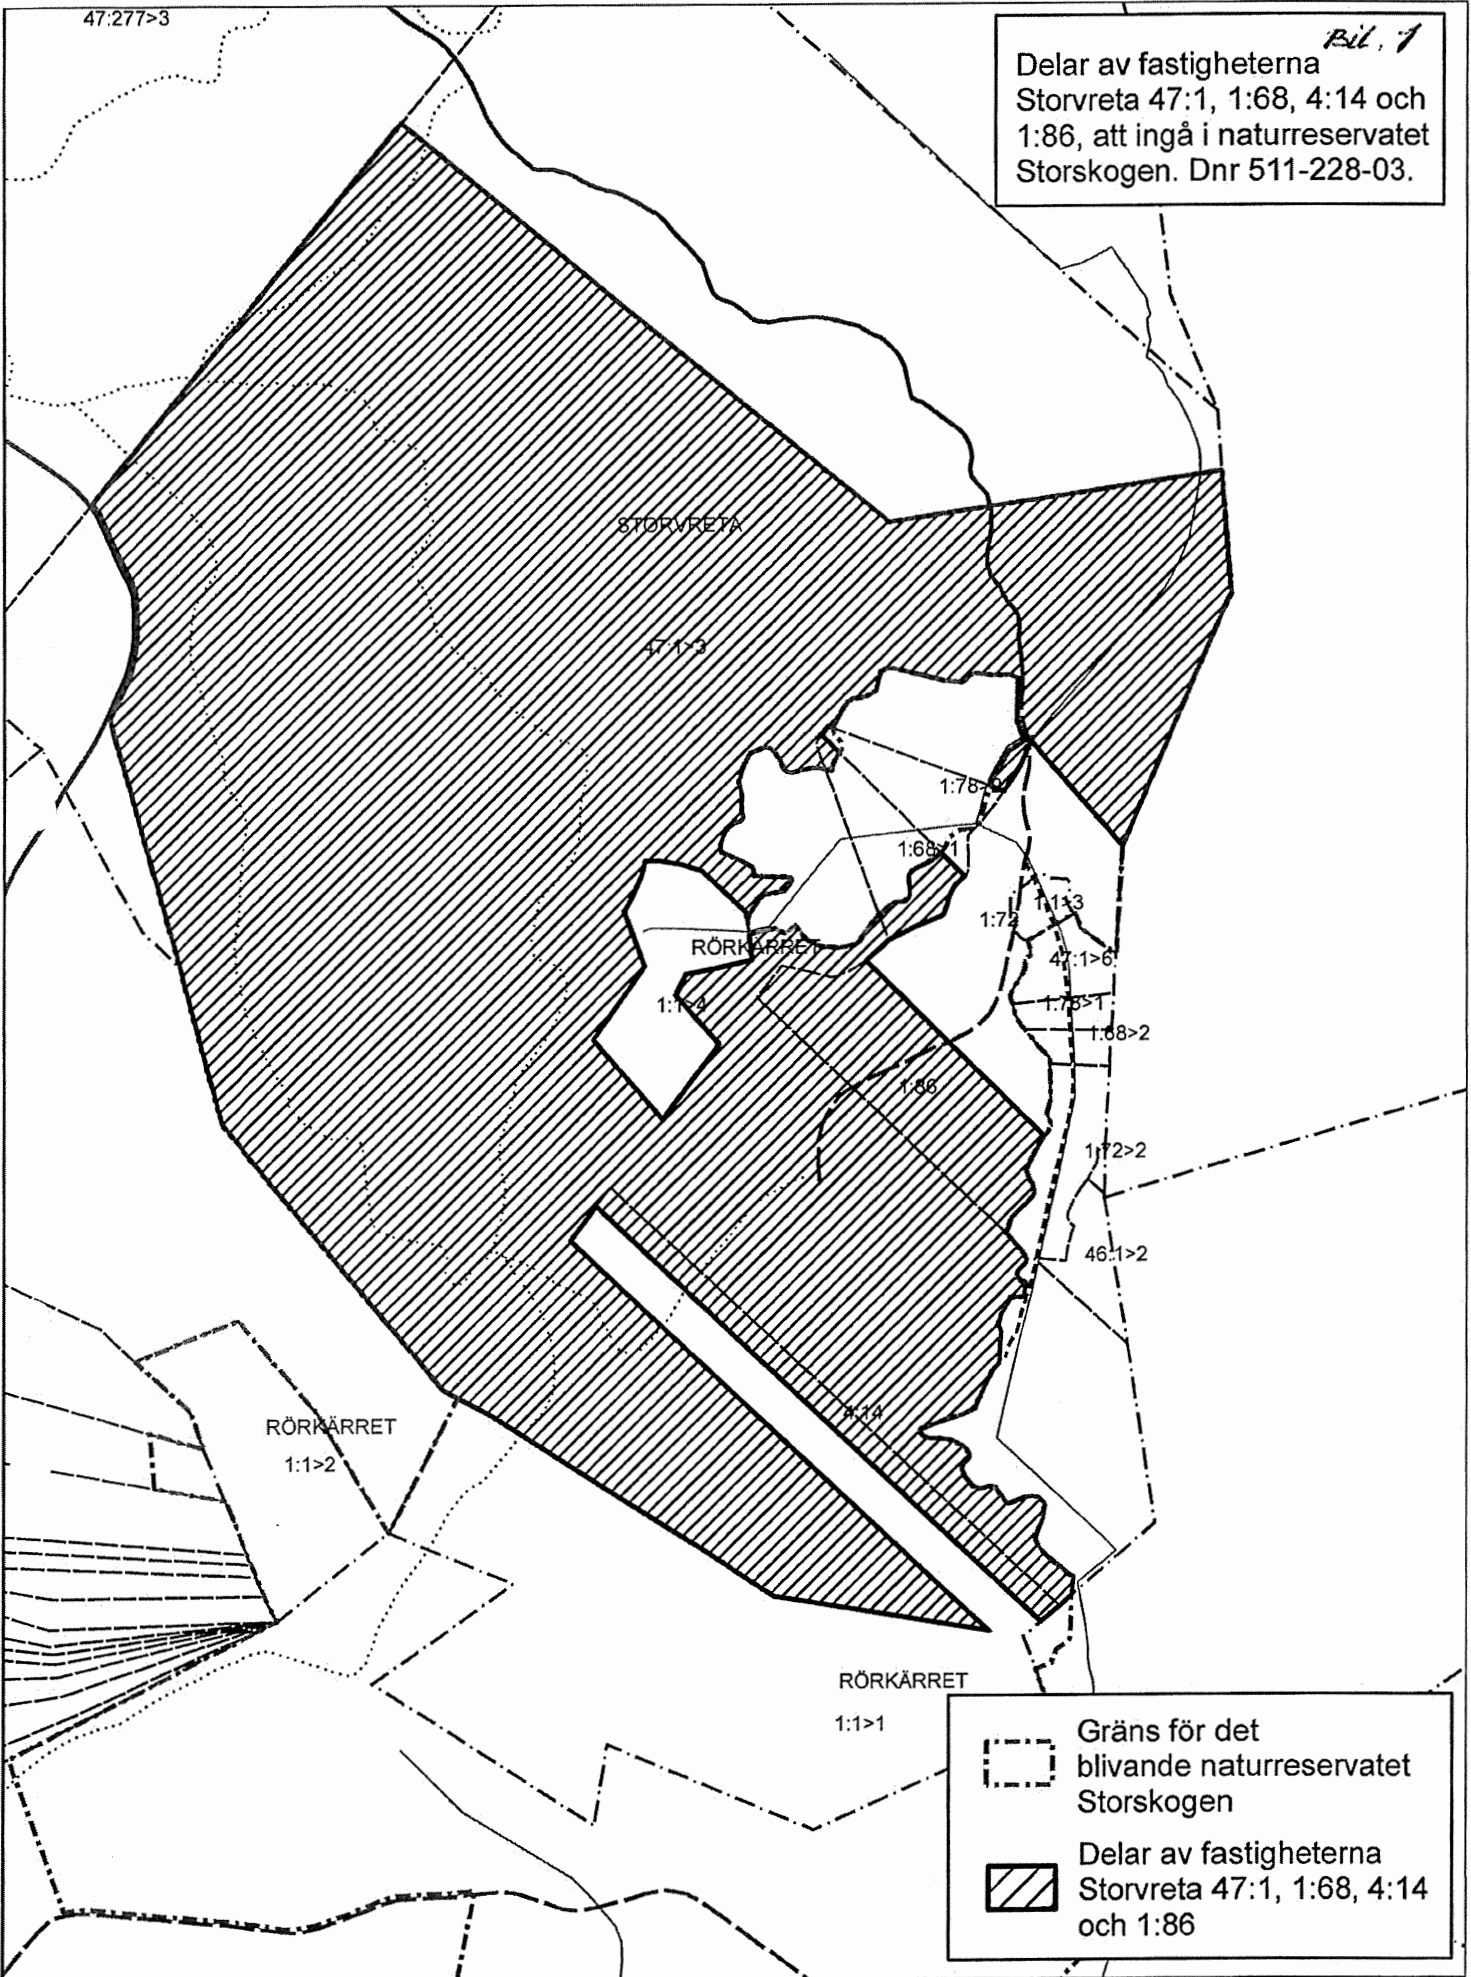 47:277>3
Bil. 1
Delar av fastigheterna
Storvreta 47:1, 1:68, 4:14 och
1:86, att ingå i naturreservatet
Storskogen. Dnr 511-228-03.
STORVRETA
47:1>3
1:78>2
1:68>1
1:1>3
1:72
RÖRKÄRRET
47:1>6
1:1>4
1:78>1
1:68>2
1:86
1:72>2
46:1>2
4:14
RÖRKÄRRET
1:1>2
RÖRKÄRRET
1:1>1
Gräns för det
blivande naturreservatet
Storskogen
Delar av fastigheterna
Storvreta 47:1, 1:68, 4:14
och 1:86